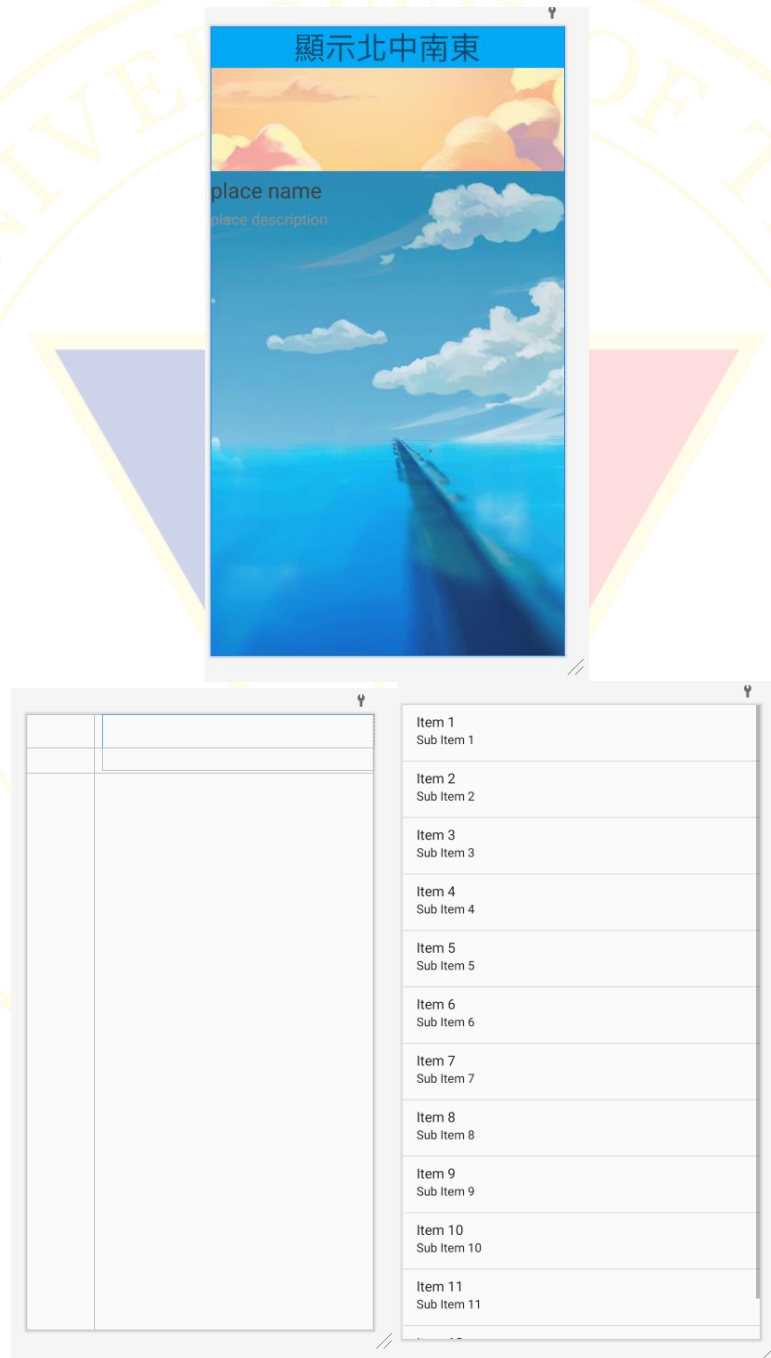 UNIVERSITY OF T
顯示北中南東
place name
place description
Item 1
Sub Item 1
Item 2
Sub Item 2
Item 3
Sub Item 3
Item 4
Sub Item 4
Item 5
Sub Item 5
Item 6
Sub Item 6
Item 7
Sub Item 7
Item 8
Sub Item 8
Item 9
Sub Item 9
Item 10
Sub Item 10
Item 11
Sub Item 11